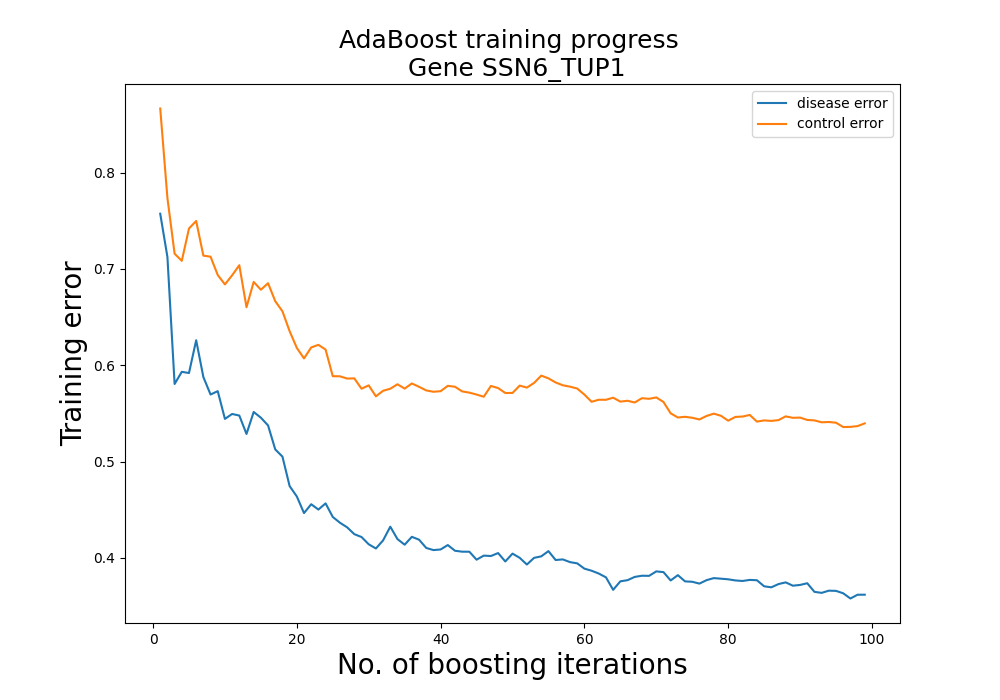 AdaBoost training progress
Gene SSN6_TUP1
disease error
control error
Training error
0.8
0.7
0.6
0.5
0.4
0
20
40
60
80
100
No. of boosting iterations